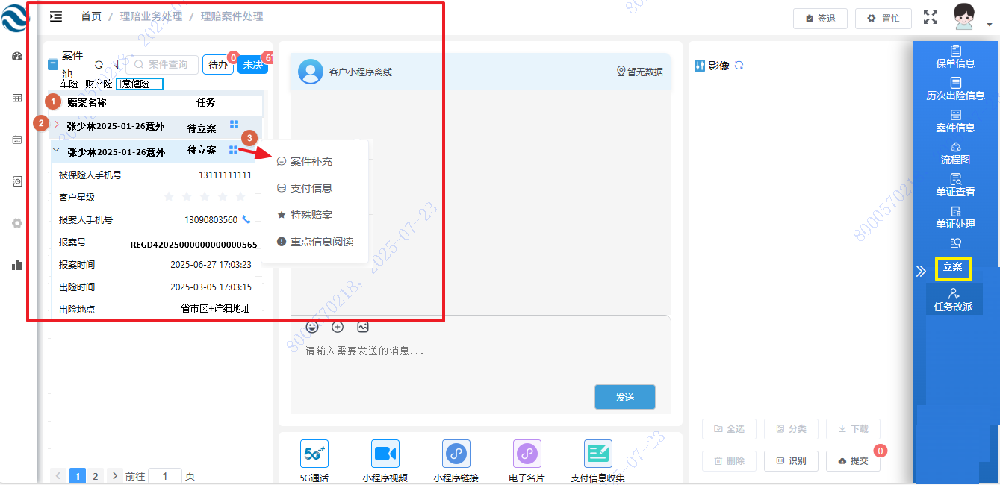 首页 / 理赔业务处理 / 理赔案件处理
签退
置忙
案件池
案件查询
待办
0
未决
6
车险 |财产险 |意健险
1
赔案名称 任务
2
张少林2025-01-26意外 待立案
3
张少林2025-01-26意外 待立案
被保险人手机号 13111111111
客户星级
报案人手机号 13090803560
报案号 REGD42025000000000000565
报案时间 2025-06-27 17:03:23
出险时间 2025-03-05 17:03:15
出险地点 省市区+详细地址
< 1 2 > 前往 1 页
案件补充
支付信息
特殊赔案
重点信息阅读
客户小程序离线
暂无数据
请输入需要发送的消息...
发送
5G通话
小程序视频
小程序链接
电子名片
支付信息收集
影像
全选
分类
下载
删除
识别
提交
0
保单信息
历次出险信息
案件信息
流程图
单证查看
单证处理
立案
任务改派
8000570218, 2025-07-23